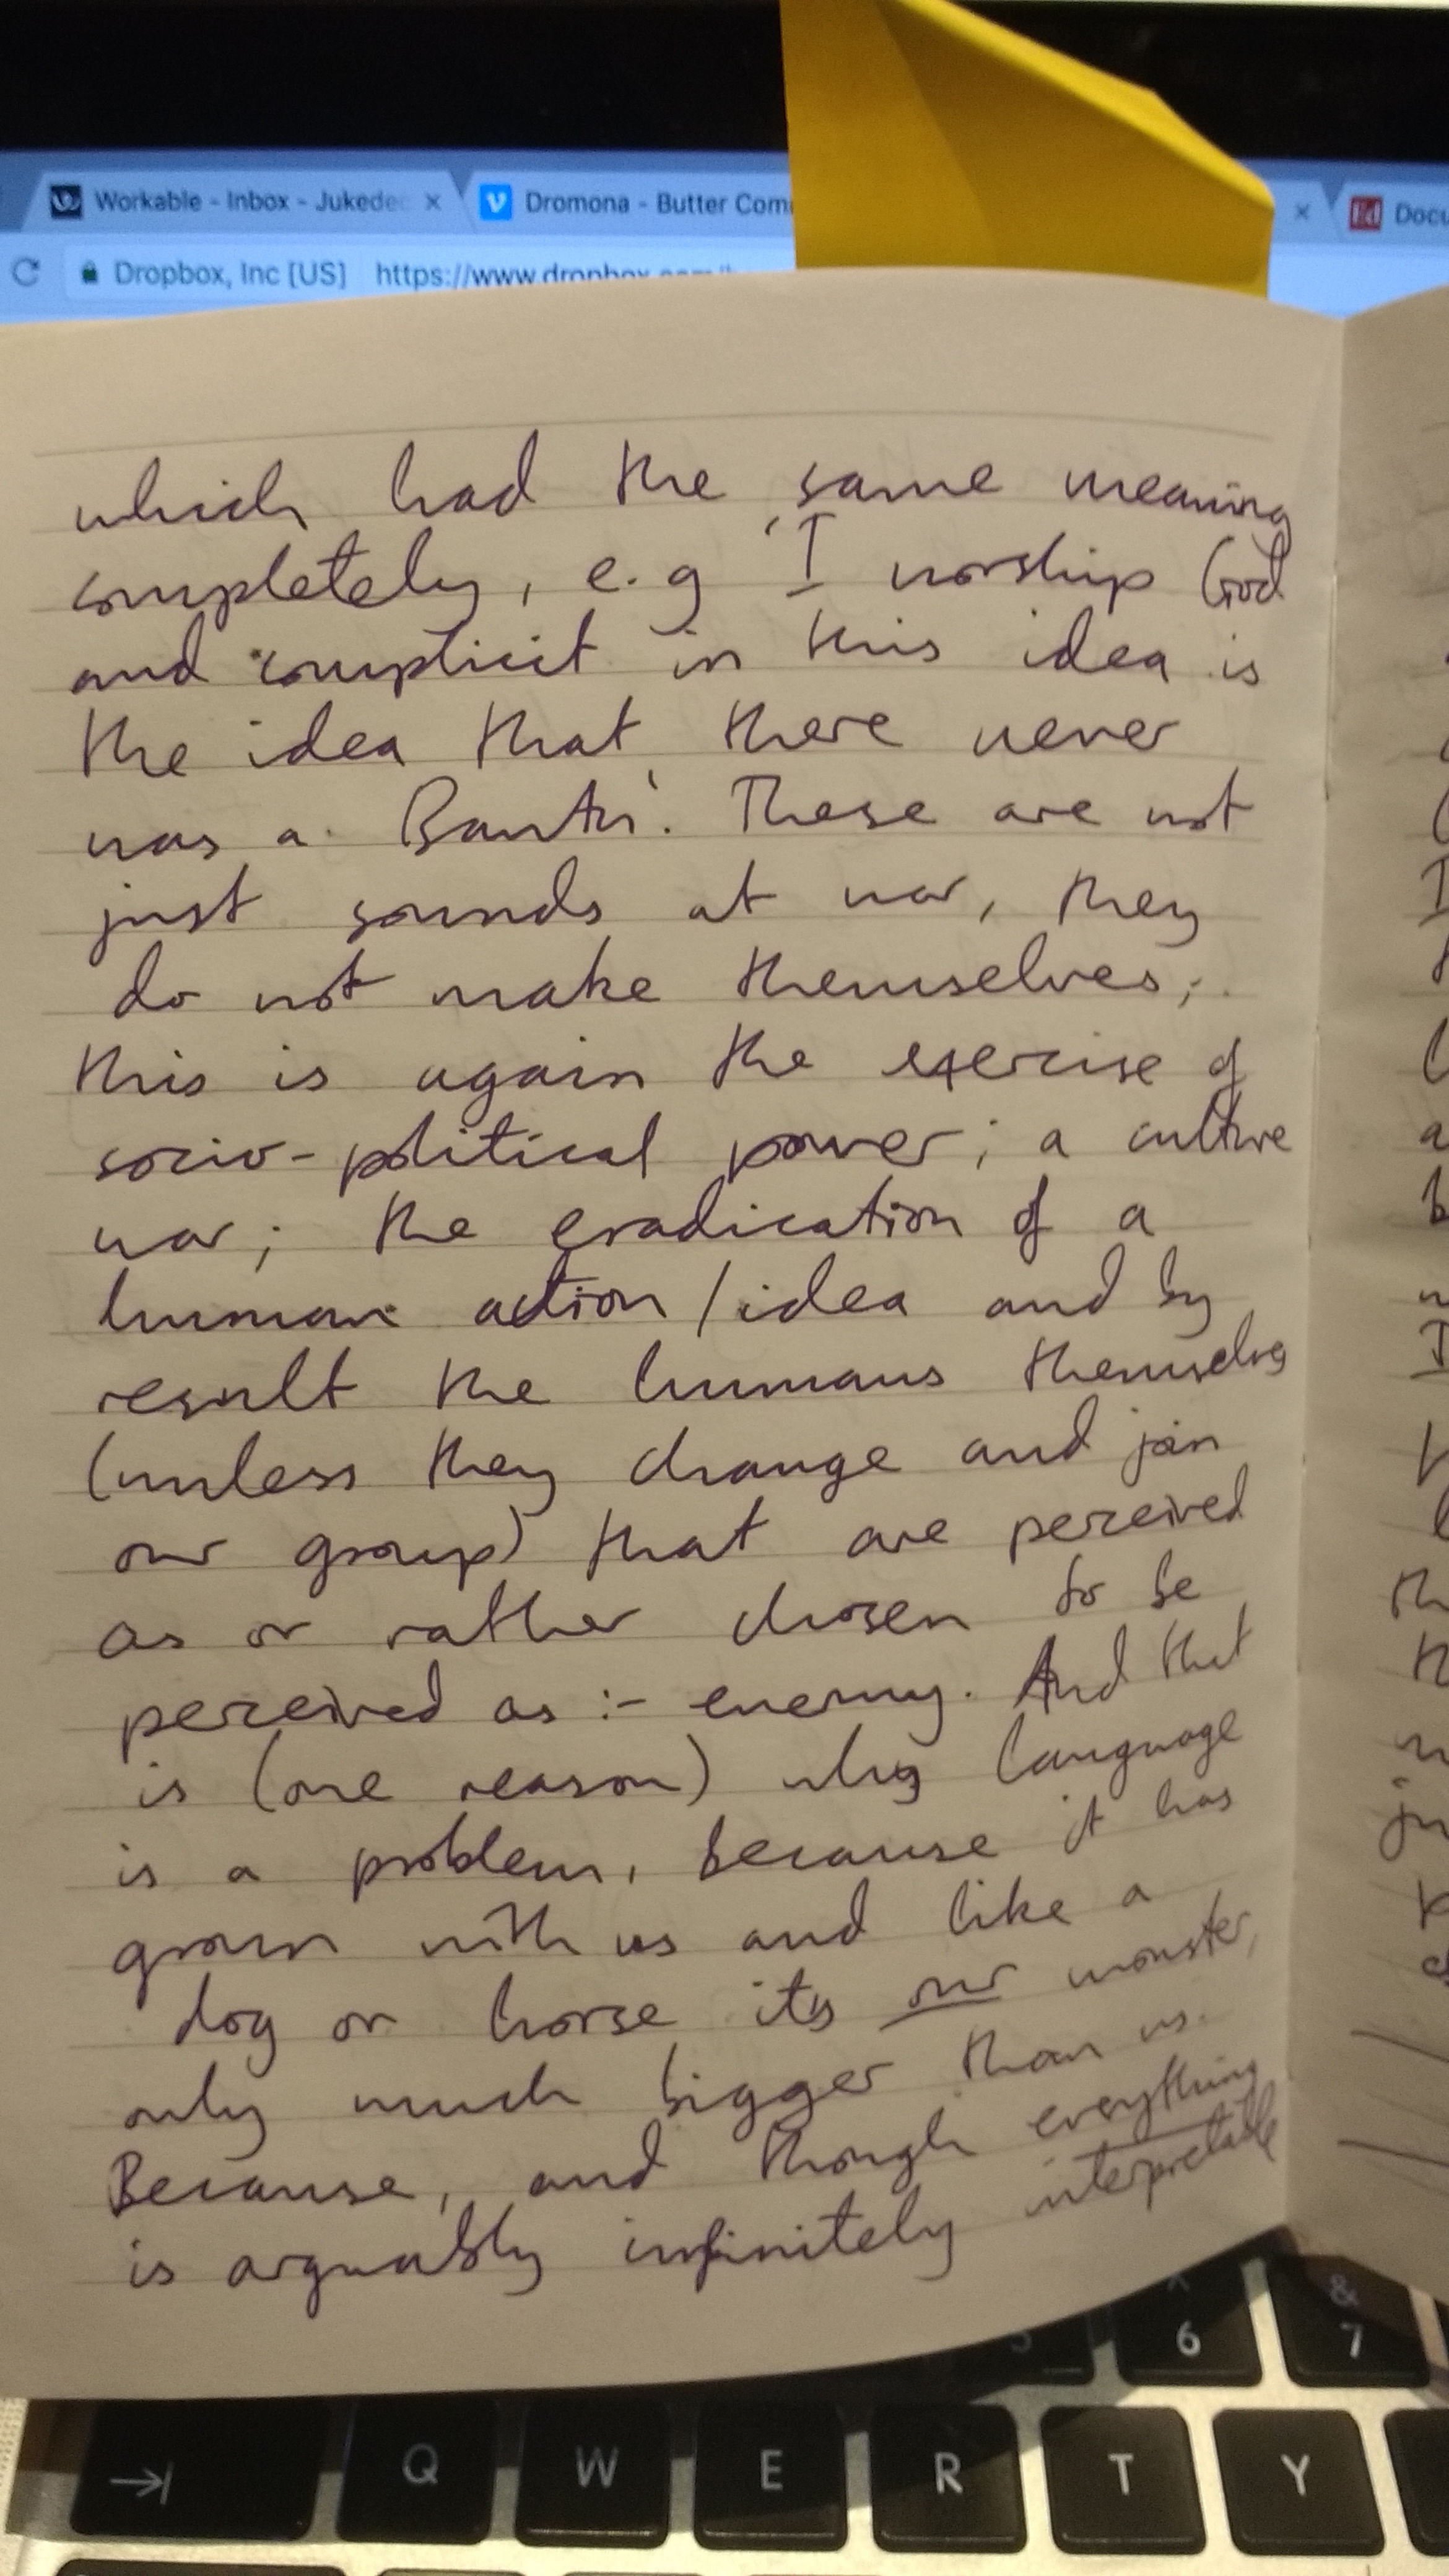 Workable - Inbox - Jukedec ×
Dromona - Butter Com
×
Ed Docu
Dropbox, Inc [US] https://www.dropbox.com/
which had the same meaning
completely, e.g 'I worship God
and implicit in this idea is
the idea that there never
was a Bantu'. These are not
just sounds at war, they
do not make themselves;
this is again the exercise of
socio-political power; a culture
war; the eradication of a
human action / idea and by
result the humans themselves
(unless they change and join
our group) that are perceived
as or rather chosen to be
perceived as :- enemy. And that
is (one reason) why language
is a problem, because it has
grown with us and like a
dog or horse its our monster,
only much bigger than us.
Because, and though everything
is arguably infinitely interpretable
5 ^ 6 & 7
Q W E R T Y